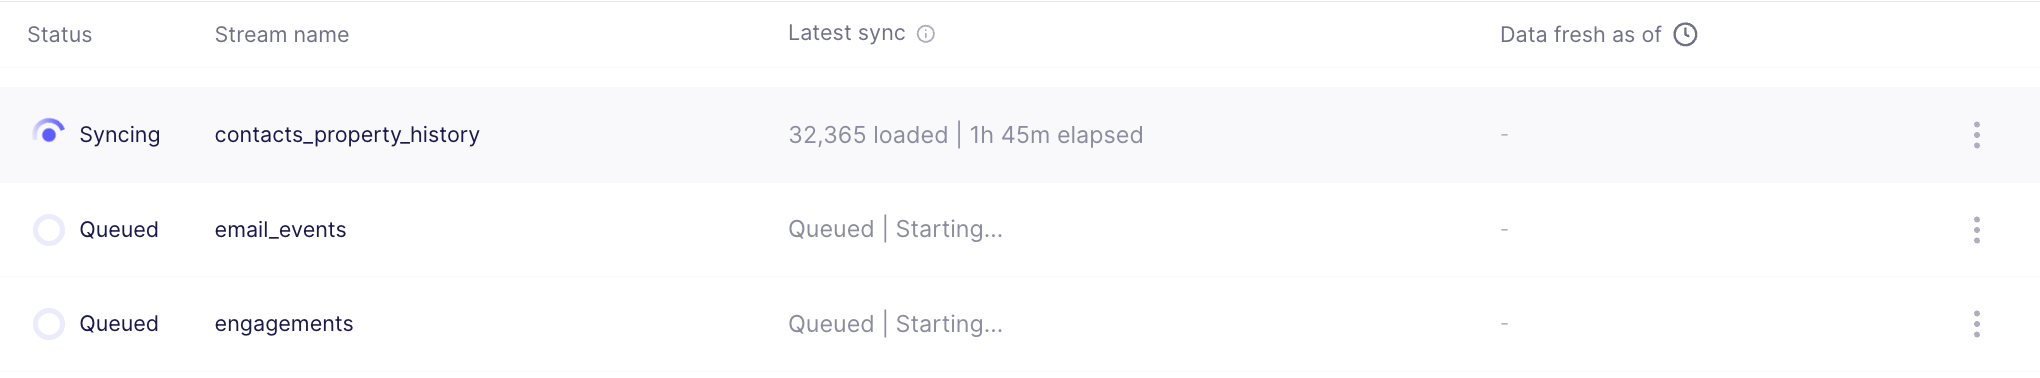 Status Stream name Latest sync Data fresh as of
Syncing contacts_property_history 32,365 loaded | 1h 45m elapsed -
Queued email_events Queued | Starting... -
Queued engagements Queued | Starting... -